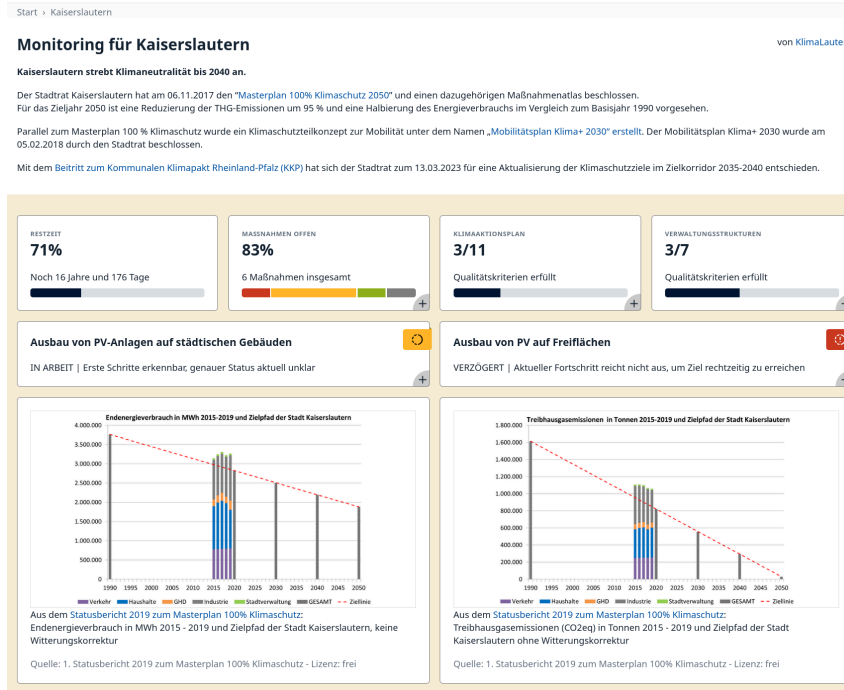 Start › Kaiserslautern
Monitoring für Kaiserslautern
von KlimaLaute
Kaiserslautern strebt Klimaneutralität bis 2040 an.
Der Stadtrat Kaiserslautern hat am 06.11.2017 den "Masterplan 100% Klimaschutz 2050" und einen dazugehörigen Maßnahmenatlas beschlossen.
Für das Zieljahr 2050 ist eine Reduzierung der THG-Emissionen um 95 % und eine Halbierung des Energieverbrauchs im Vergleich zum Basisjahr 1990 vorgesehen.
Parallel zum Masterplan 100 % Klimaschutz wurde ein Klimaschutzteilkonzept zur Mobilität unter dem Namen „Mobilitätsplan Klima+ 2030“ erstellt. Der Mobilitätsplan Klima+ 2030 wurde am
05.02.2018 durch den Stadtrat beschlossen.
Mit dem Beitritt zum Kommunalen Klimapakt Rheinland-Pfalz (KKP) hat sich der Stadtrat zum 13.03.2023 für eine Aktualisierung der Klimaschutzziele im Zielkorridor 2035-2040 entschieden.
RESTZEIT
71%
Noch 16 Jahre und 176 Tage
MASSNAHMEN OFFEN
83%
6 Maßnahmen insgesamt
+
KLIMAAKTIONSPLAN
3/11
Qualitätskriterien erfüllt
+
VERWALTUNGSSTRUKTUREN
3/7
Qualitätskriterien erfüllt
Ausbau von PV-Anlagen auf städtischen Gebäuden
IN ARBEIT | Erste Schritte erkennbar, genauer Status aktuell unklar
+
Ausbau von PV auf Freiflächen
VERZÖGERT | Aktueller Fortschritt reicht nicht aus, um Ziel rechtzeitig zu erreichen
Endenergieverbrauch in MWh 2015-2019 und Zielpfad der Stadt Kaiserslautern
4.000.000
3.500.000
3.000.000
2.500.000
2.000.000
1.500.000
1.000.000
500.000
0
1990 1995 2000 2005 2010 2015 2020 2025 2030 2035 2040 2045 2050
Verkehr Haushalte GHD Industrie Stadtverwaltung GESAMT Ziellinie
Aus dem Statusbericht 2019 zum Masterplan 100% Klimaschutz:
Endenergieverbrauch in MWh 2015 - 2019 und Zielpfad der Stadt Kaiserslautern, keine
Witterungskorrektur
Quelle: 1. Statusbericht 2019 zum Masterplan 100% Klimaschutz - Lizenz: frei
Treibhausgasemissionen in Tonnen 2015-2019 und Zielpfad der Stadt Kaiserslautern
1.800.000
1.600.000
1.400.000
1.200.000
1.000.000
800.000
600.000
400.000
200.000
0
1990 1995 2000 2005 2010 2015 2020 2025 2030 2035 2040 2045 2050
Verkehr Haushalte GHD Industrie Stadtverwaltung GESAMT Ziellinie
Aus dem Statusbericht 2019 zum Masterplan 100% Klimaschutz:
Treibhausgasemissionen (CO2eq) in Tonnen 2015 - 2019 und Zielpfad der Stadt
Kaiserslautern ohne Witterungskorrektur
Quelle: 1. Statusbericht 2019 zum Masterplan 100% Klimaschutz - Lizenz: frei